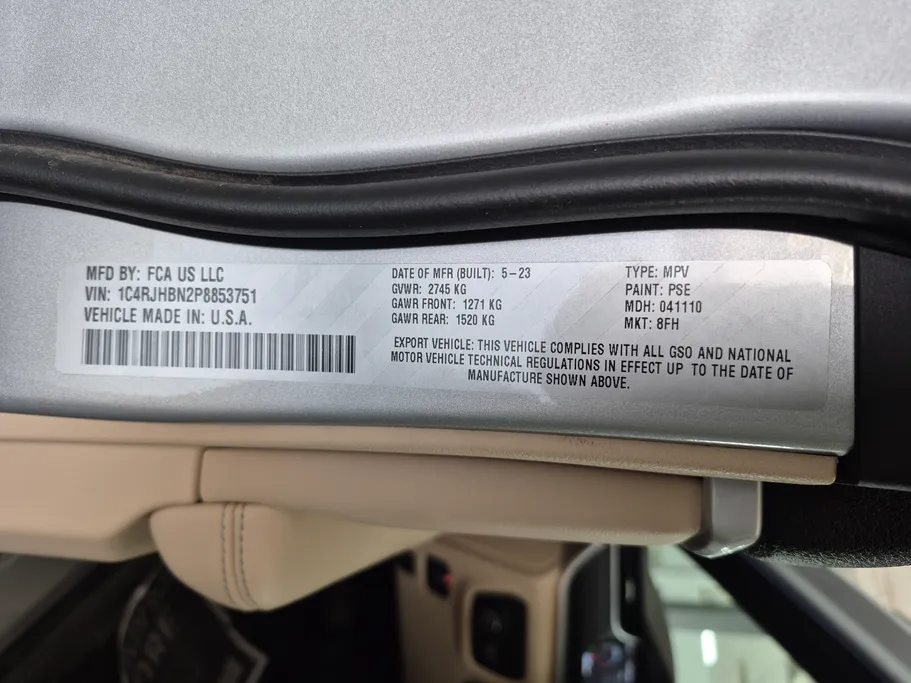 MFD BY: FCA US LLC
VIN: 1C4RJHBN2P8853751
VEHICLE MADE IN: U.S.A.
DATE OF MFR (BUILT): 5-23
GVWR: 2745 KG
GAWR FRONT: 1271 KG
GAWR REAR: 1520 KG
TYPE: MPV
PAINT: PSE
MDH: 041110
MKT: 8FH
EXPORT VEHICLE: THIS VEHICLE COMPLIES WITH ALL GSO AND NATIONAL
MOTOR VEHICLE TECHNICAL REGULATIONS IN EFFECT UP TO THE DATE OF
MANUFACTURE SHOWN ABOVE.